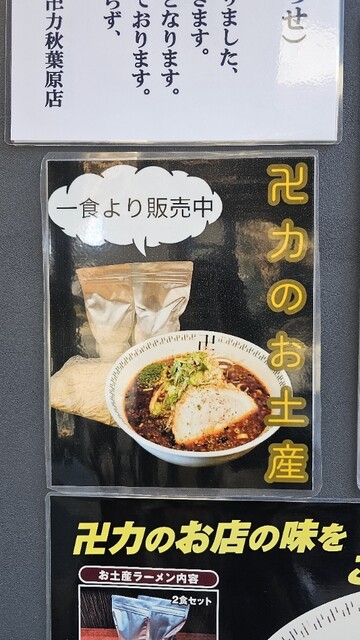 せ）
りました、
きます。
となります。
ております。
らず、
卍力秋葉原店
一食より販売中
卍力のお土産
卍力のお店の味を
お土産ラーメン内容
2食セット